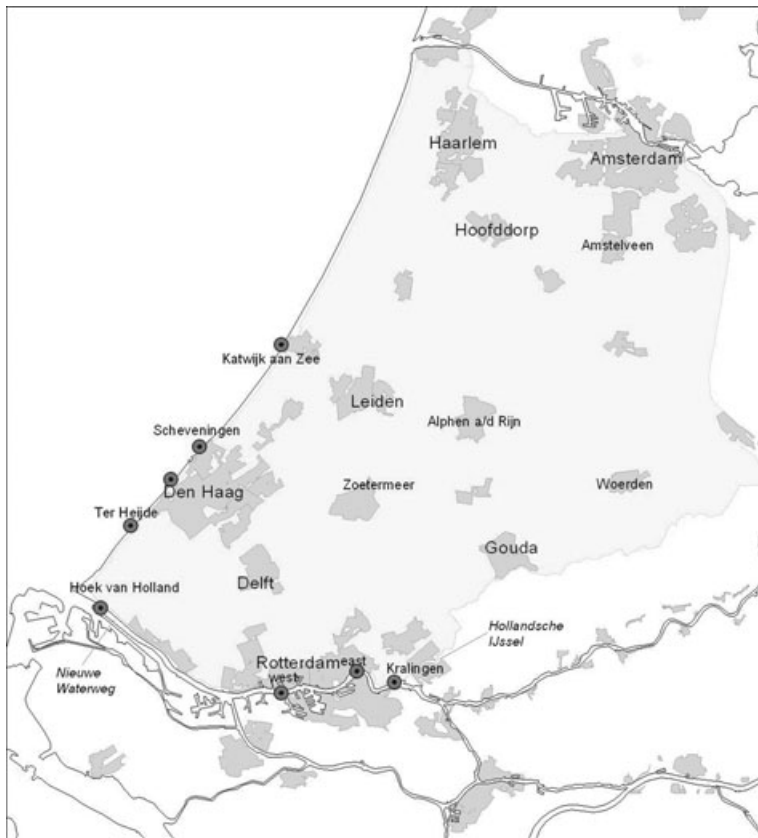 Haarlem
Amsterdam
Hoofddorp
Amstelveen
Katwijk aan Zee
Leiden
Alphen a/d Rijn
Scheveningen
Den Haag
Zoetermeer
Woerden
Ter Heijde
Gouda
Delft
Hoek van Holland
Hollandsche
IJssel
Nieuwe
Waterweg
Rotterdam
east
west
Kralingen